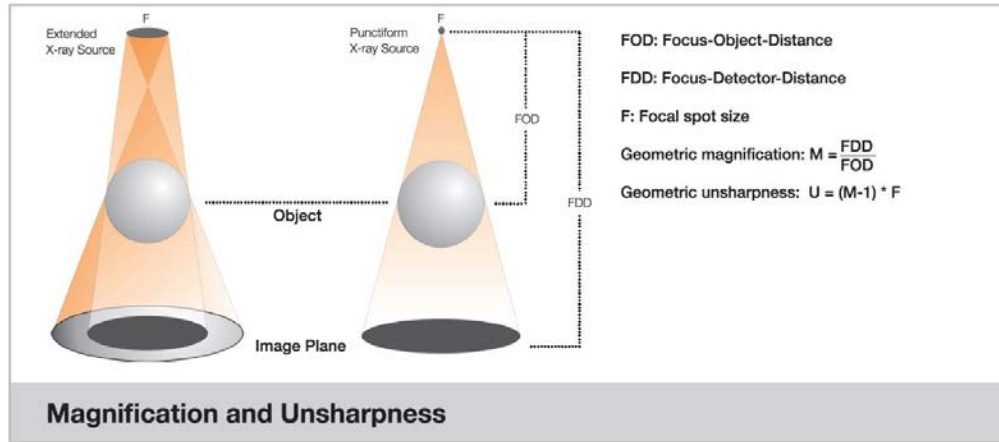 F
Extended
X-ray Source
F
Punctiform
X-ray Source
FOD
FDD
Object
Image Plane
FOD: Focus-Object-Distance
FDD: Focus-Detector-Distance
F: Focal spot size
Geometric magnification: M = FDD
FOD
Geometric unsharpness: U = (M-1) * F
Magnification and Unsharpness